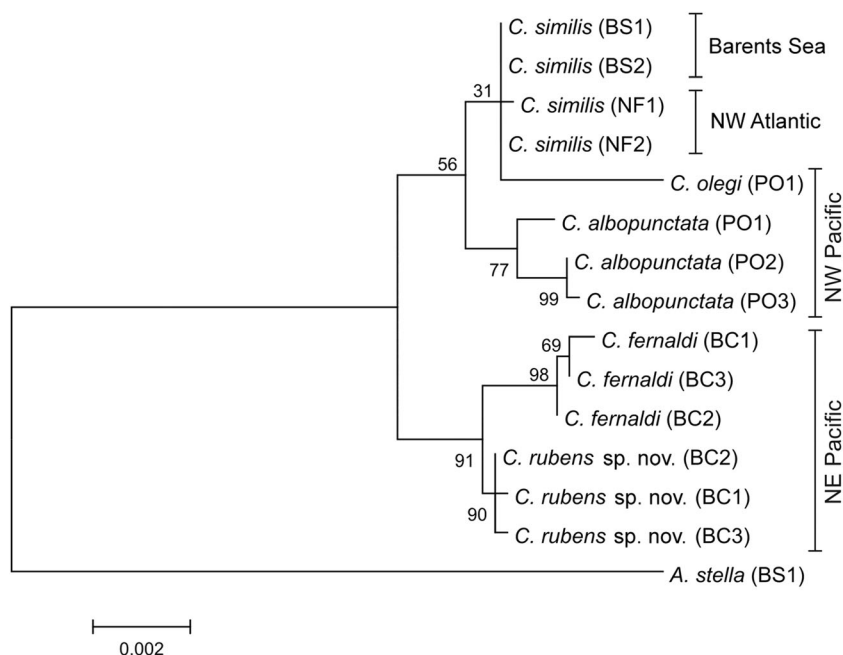 C. similis (BS1)
Barents Sea
C. similis (BS2)
31
C. similis (NF1)
NW Atlantic
C. similis (NF2)
56
C. olegi (PO1)
NW Pacific
C. albopunctata (PO1)
77
C. albopunctata (PO2)
99
C. albopunctata (PO3)
69
C. fernaldi (BC1)
98
C. fernaldi (BC3)
C. fernaldi (BC2)
NE Pacific
91
C. rubens sp. nov. (BC2)
C. rubens sp. nov. (BC1)
90
C. rubens sp. nov. (BC3)
A. stella (BS1)
0.002